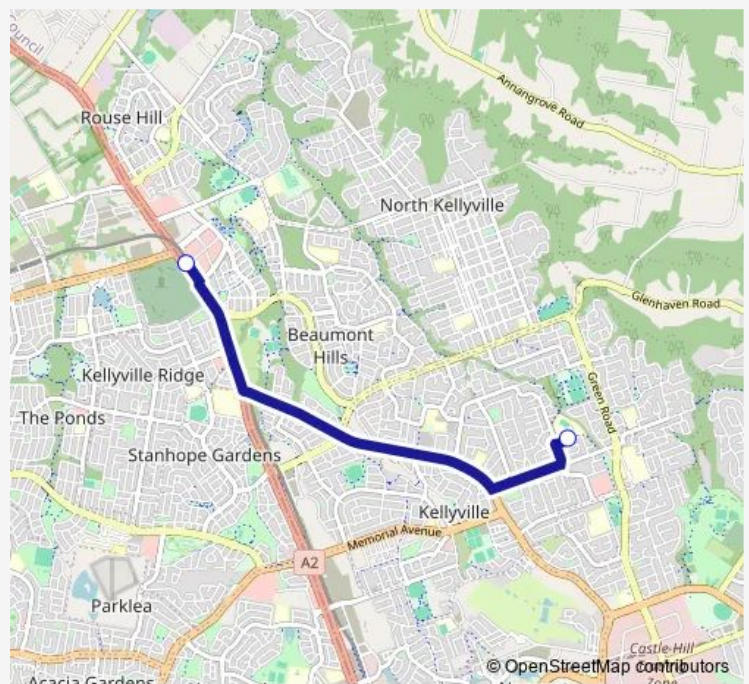 Council
Rouse Hill
Annangrove Road
North Kellyville
Glenhaven Road
Beaumont
Hills
Kellyville Ridge
Green Road
The Ponds
Stanhope Gardens
Kellyville
Memorial Avenue
A2
Parklea
Castle Hill
Acacia Gardens
Zone
© OpenStreetMap contributors